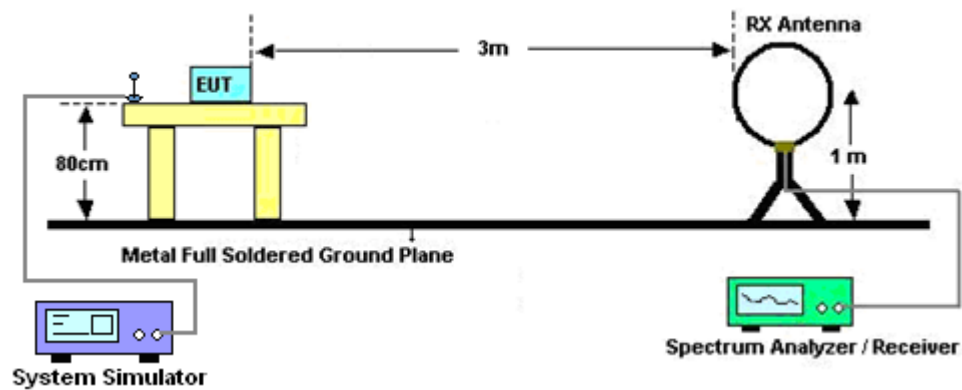 RX Antenna
3m
EUT
80cm
1 m
Metal Full Soldered Ground Plane
Spectrum Analyzer / Receiver
System Simulator